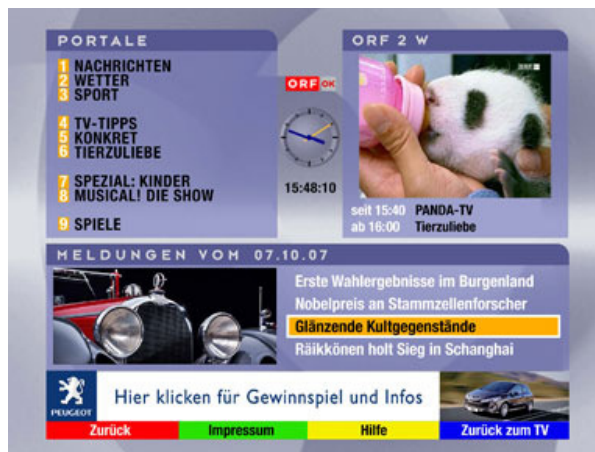 PORTALE
1 NACHRICHTEN
2 WETTER
3 SPORT
4 TV-TIPPS
5 KONKRET
6 TIERZULIEBE
7 SPEZIAL: KINDER
8 MUSICAL! DIE SHOW
9 SPIELE
ORF OK
15:48:10
ORF 2 W
seit 15:40 PANDA-TV
ab 16:00 Tierzuliebe
MELDUNGEN VOM 07.10.07
Erste Wahlergebnisse im Burgenland
Nobelpreis an Stammzellenforscher
Glänzende Kultgegenstände
Räikkönen holt Sieg in Schanghai
PEUGEOT
Hier klicken für Gewinnspiel und Infos
Zurück Impressum Hilfe Zurück zum TV